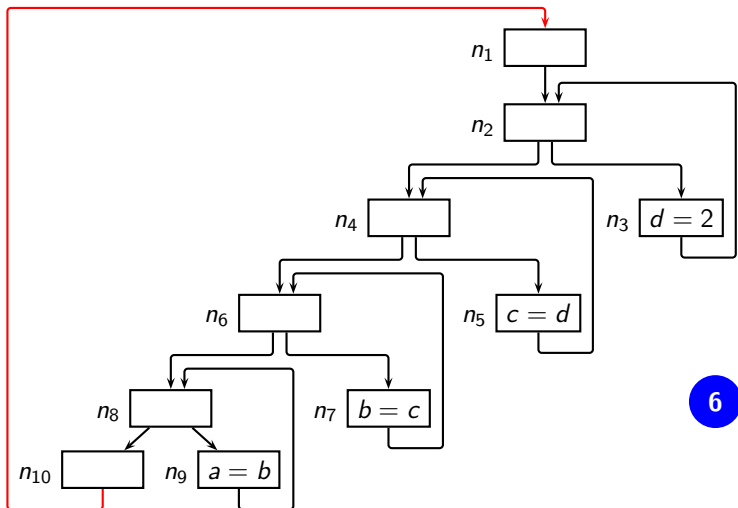 n₁
n₂
n₄
n₃ d = 2
n₆
n₅ c = d
n₈
n₇ b = c
6
n₁₀
n₉ a = b